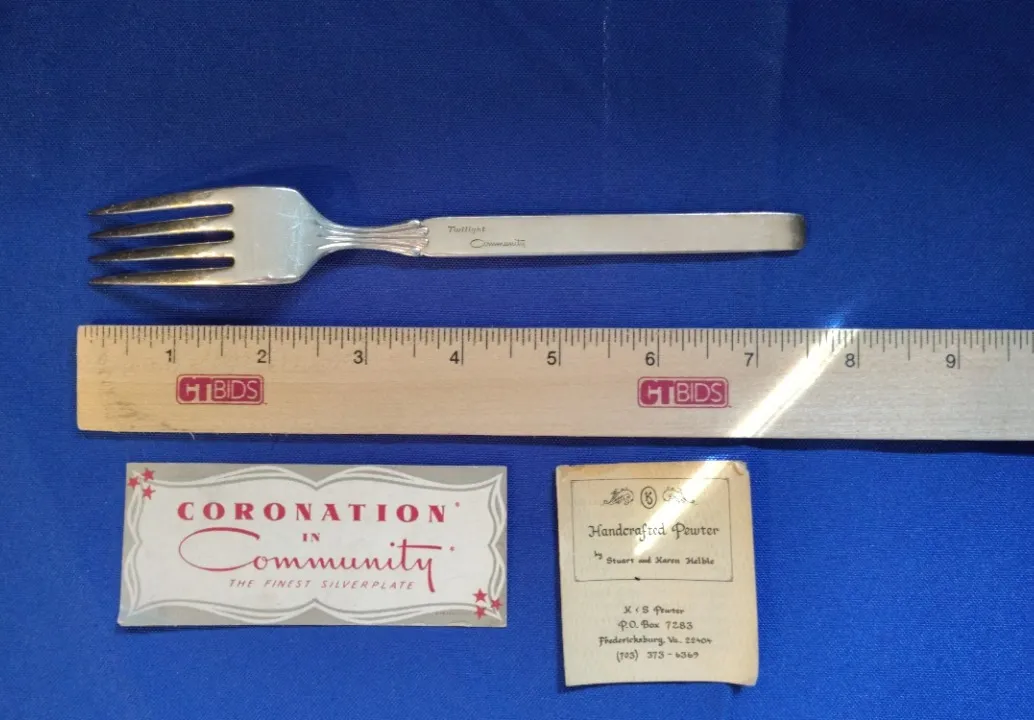 Twilight
Community
1 2 3 4 5 6 7 8 9
CTBIDS CTBIDS
CORONATION
IN
Community
THE FINEST SILVERPLATE
K S
Handcrafted Pewter
by Stuart and Karen Helble
K & S Pewter
P.O. Box 7283
Fredericksburg, Va. 22404
(703) 373-6369